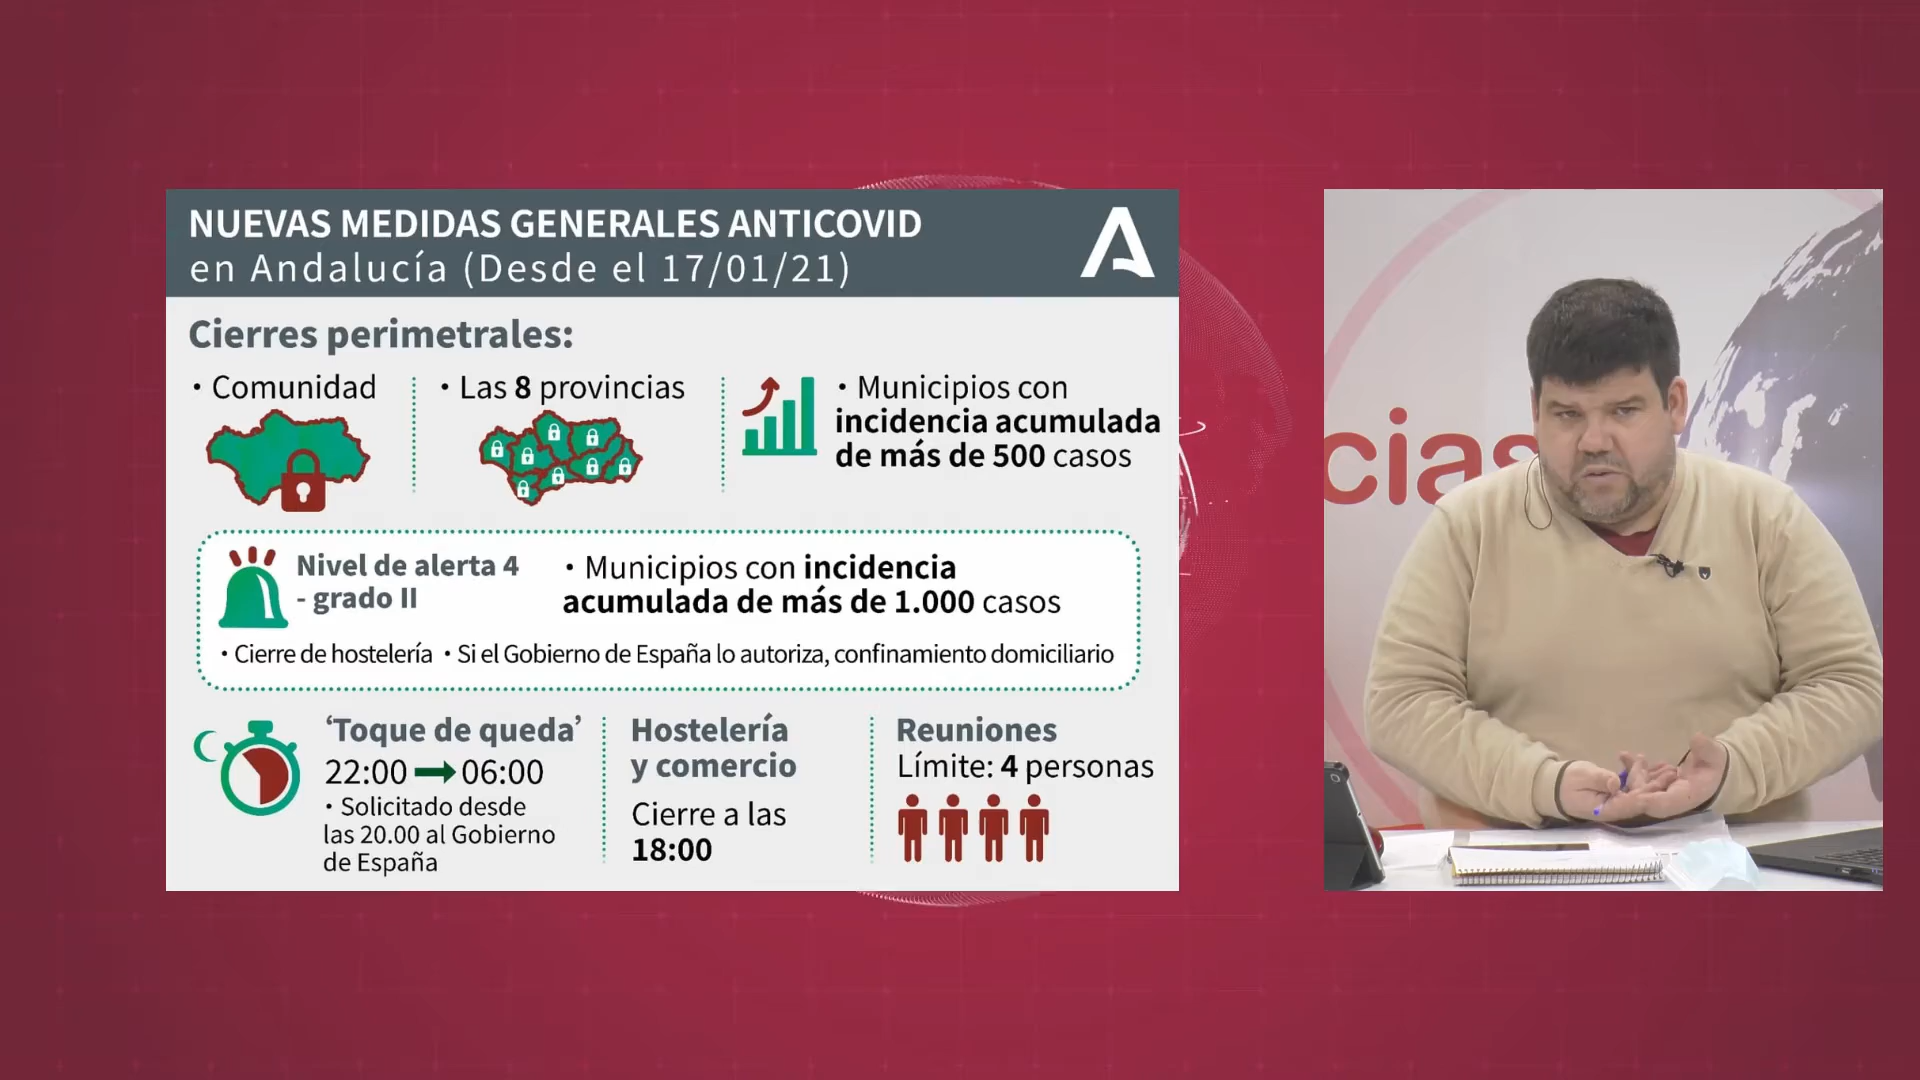 NUEVAS MEDIDAS GENERALES ANTICOVID
en Andalucía (Desde el 17/01/21)
Cierres perimetrales:
· Comunidad
· Las 8 provincias
· Municipios con
incidencia acumulada
de más de 500 casos
Nivel de alerta 4
- grado II
· Municipios con incidencia
acumulada de más de 1.000 casos
· Cierre de hostelería · Si el Gobierno de España lo autoriza, confinamiento domiciliario
‘Toque de queda’
22:00 06:00
· Solicitado desde
las 20.00 al Gobierno
de España
Hostelería
y comercio
Cierre a las
18:00
Reuniones
Límite: 4 personas
cias